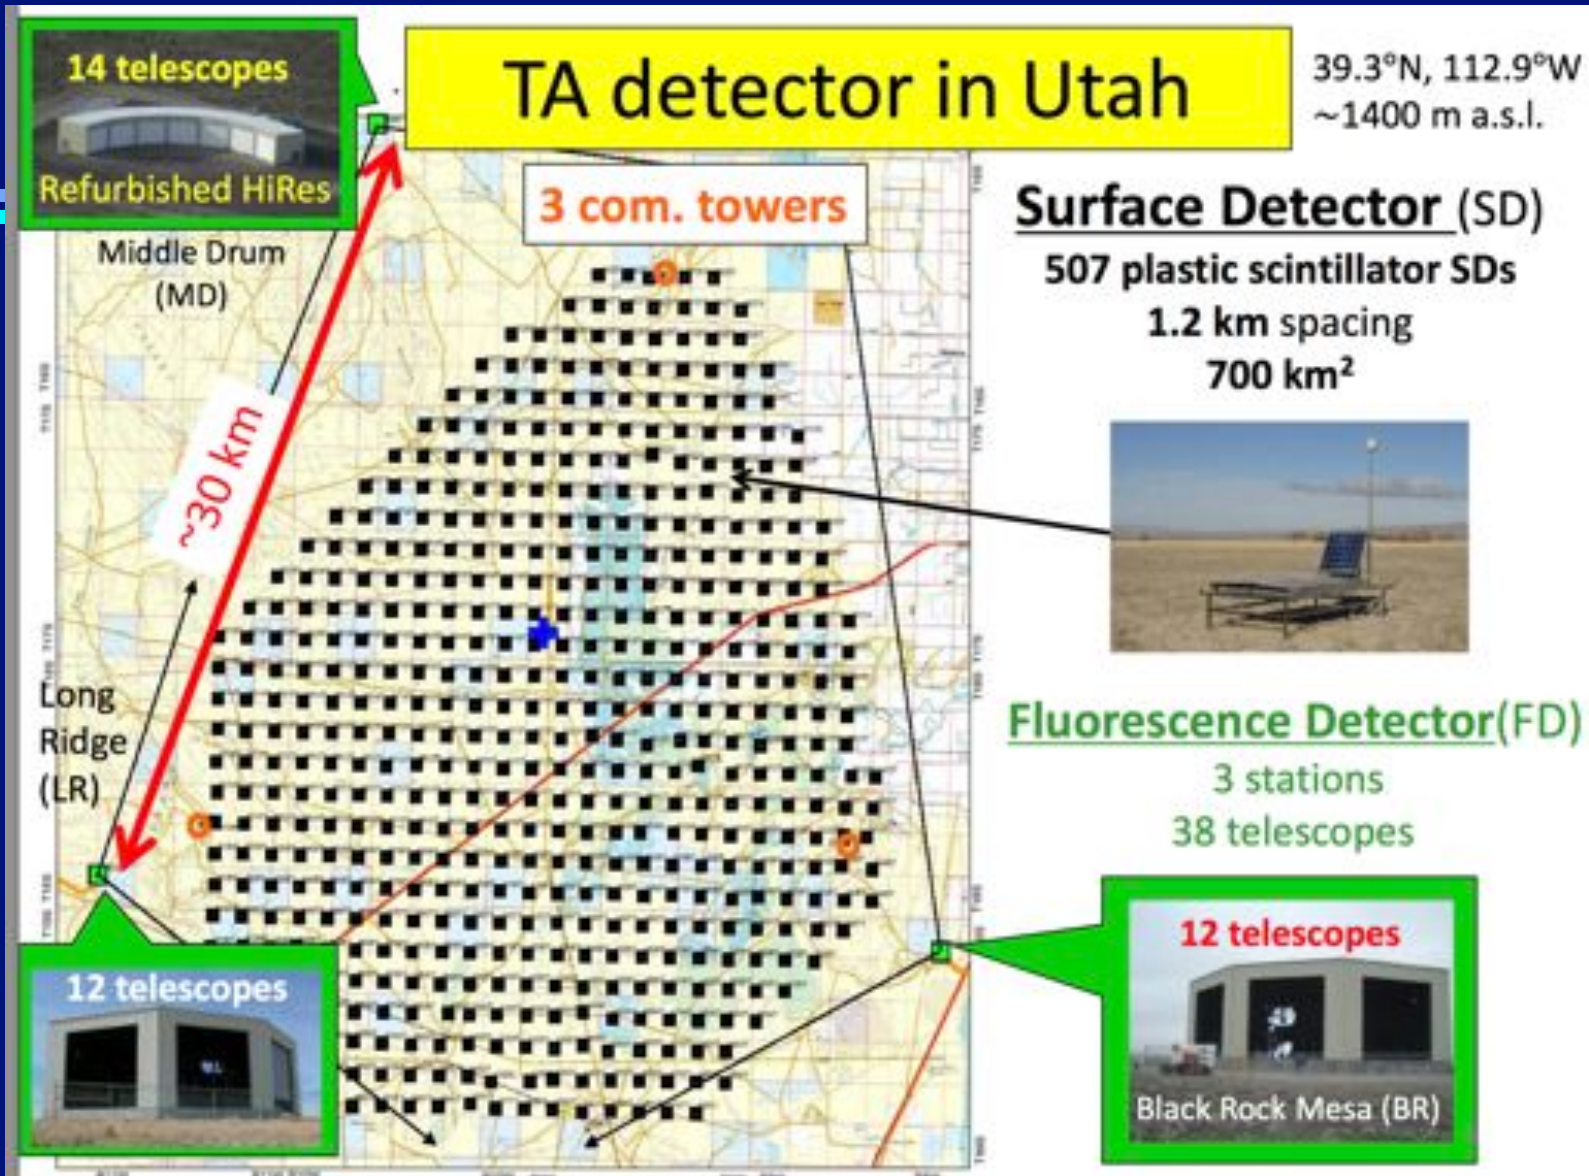 14 telescopes
Refurbished HiRes
TA detector in Utah
39.3°N, 112.9°W
~1400 m a.s.l.
Middle Drum
(MD)
3 com. towers
Surface Detector (SD)
507 plastic scintillator SDs
1.2 km spacing
700 km²
~30 km
Long
Ridge
(LR)
Fluorescence Detector(FD)
3 stations
38 telescopes
12 telescopes
12 telescopes
Black Rock Mesa (BR)